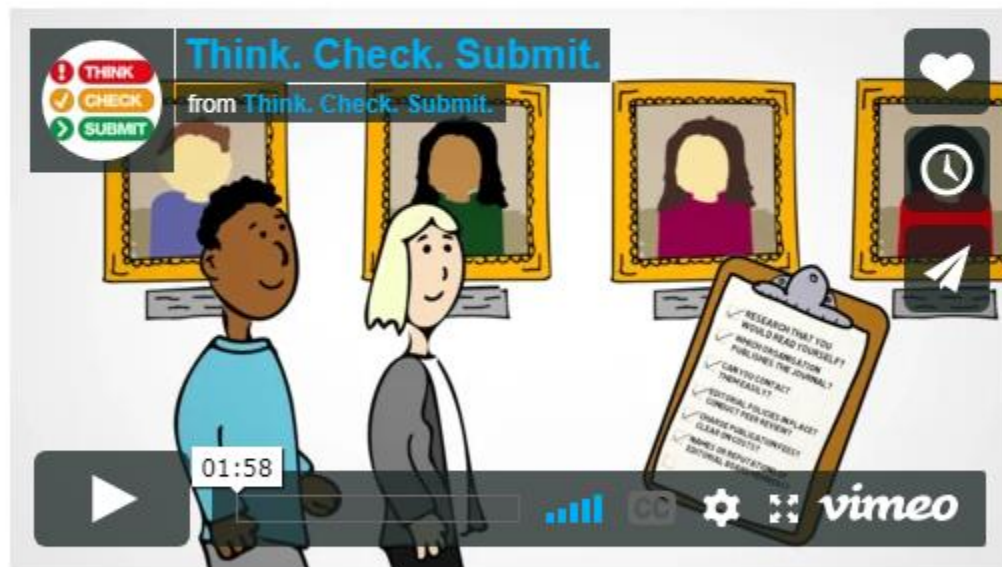 Think. Check. Submit.
from Think. Check. Submit.
! THINK
CHECK
SUBMIT
RESEARCH THAT YOU
WOULD READ YOURSELF?
WHICH ORGANISATION
PUBLISHES THE JOURNAL?
CAN YOU CONTACT
THEM EASILY?
EDITORIAL POLICIES IN PLACE?
CONDUCT PEER REVIEW?
CHARGE PUBLICATION FEES?
CLEAR ON COSTS?
NAMES OR REPUTATION OF
EDITORIAL BOARD
01:58
CC
vimeo